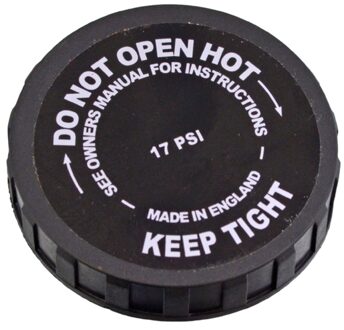 DO NOT OPEN HOT
SEE OWNERS MANUAL FOR INSTRUCTIONS
17 PSI
MADE IN ENGLAND
KEEP TIGHT